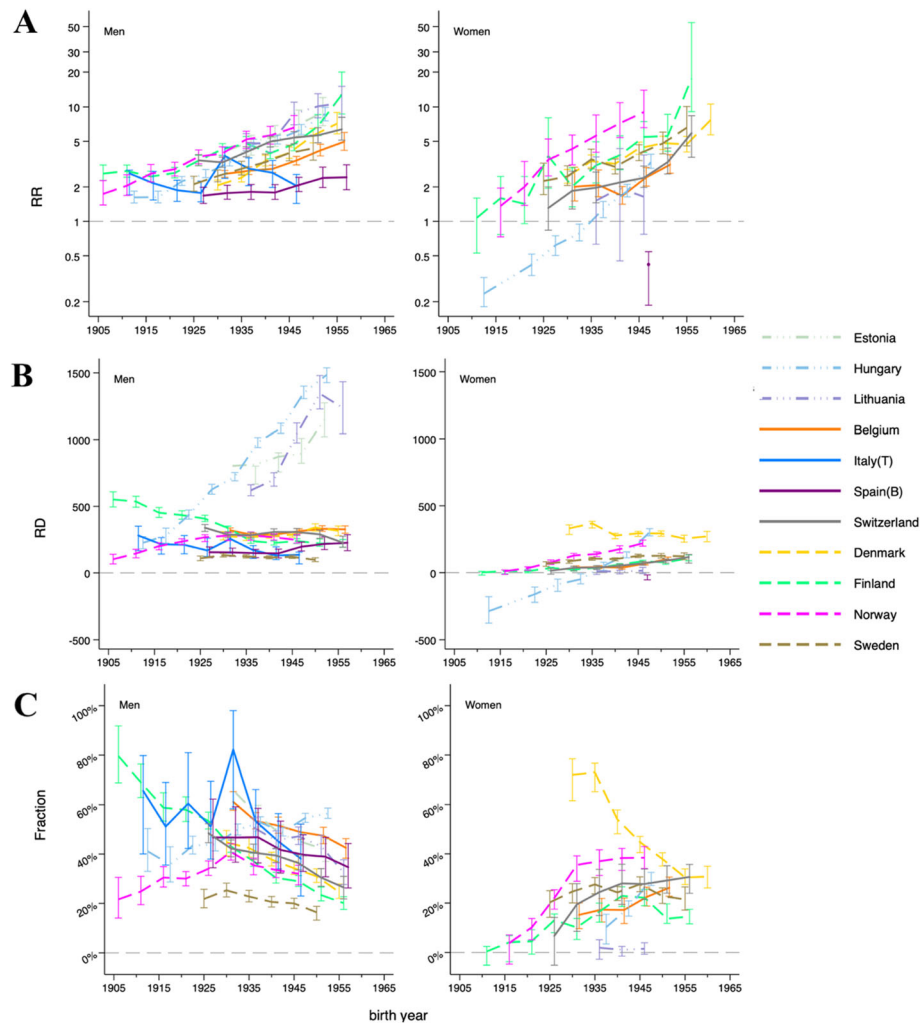 A
Men
Women
RR
50
30
20
10
5
2
1
0.5
0.2
50
30
20
10
5
2
1
0.5
0.2
1905 1915 1925 1935 1945 1955 1965
1905 1915 1925 1935 1945 1955 1965
B
Men
Women
RD
1500
1000
500
0
-500
1500
1000
500
0
-500
1905 1915 1925 1935 1945 1955 1965
1905 1915 1925 1935 1945 1955 1965
Estonia
Hungary
Lithuania
Belgium
Italy(T)
Spain(B)
Switzerland
Denmark
Finland
Norway
Sweden
C
Men
Women
Fraction
100%
80%
60%
40%
20%
0%
100%
80%
60%
40%
20%
0%
1905 1915 1925 1935 1945 1955 1965
1905 1915 1925 1935 1945 1955 1965
birth year